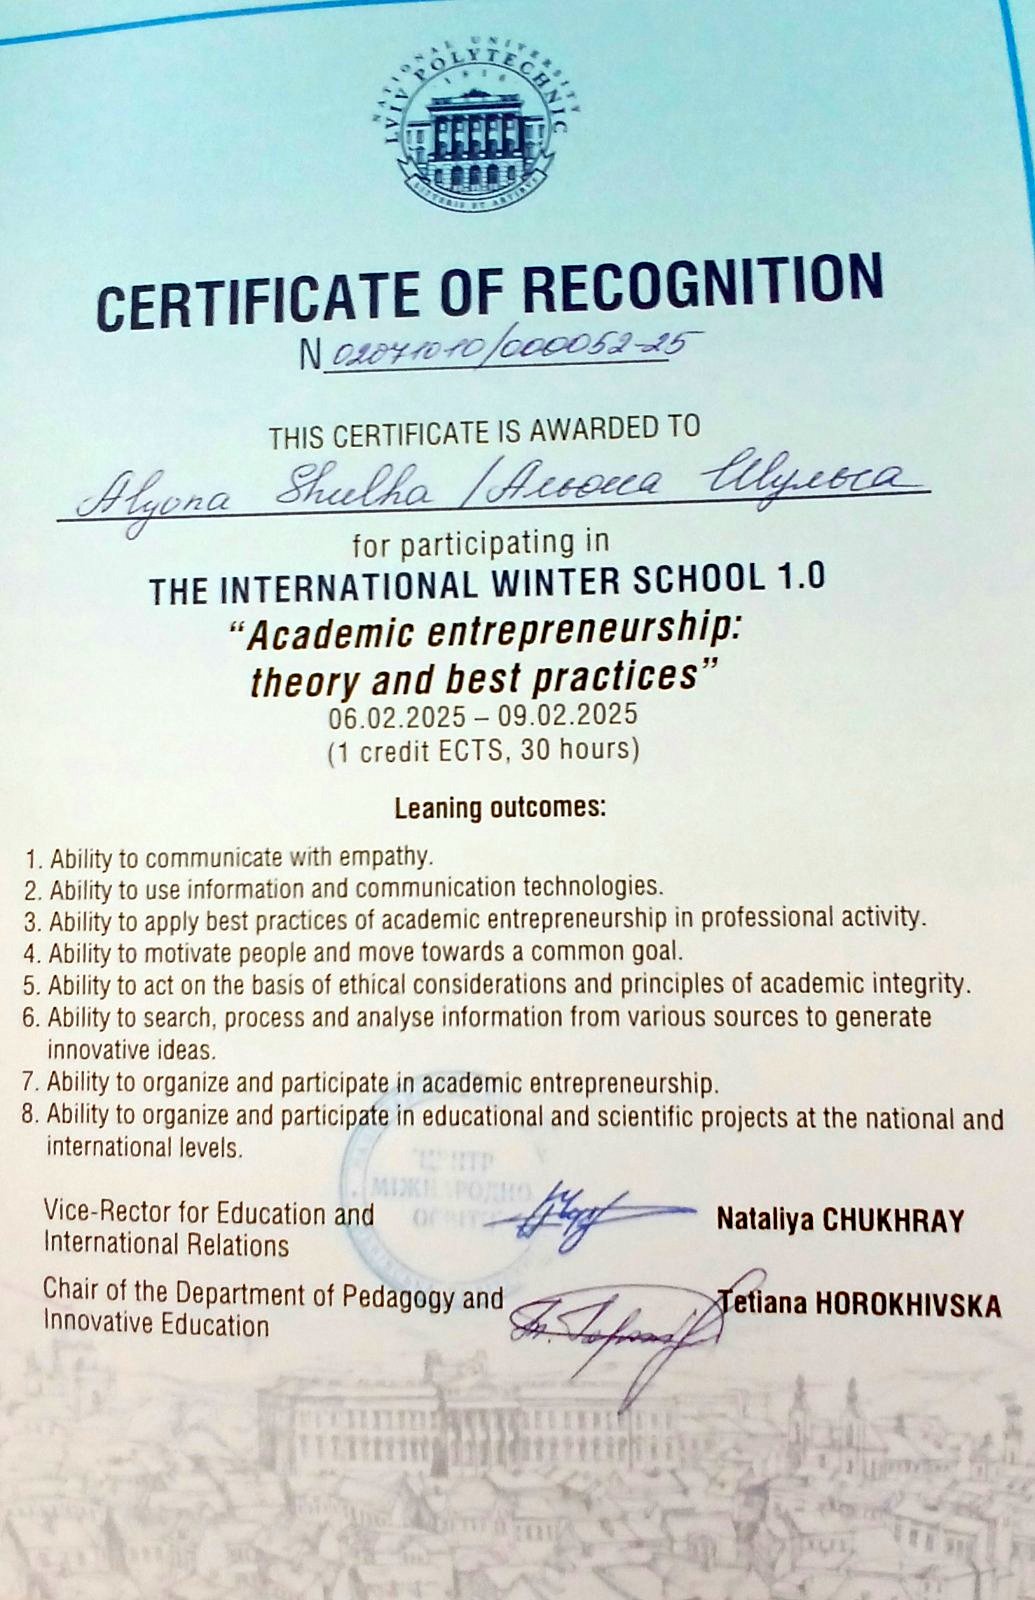 NATIONAL UNIVERSITY
LVIV POLYTECHNIC
1816
LITTERIS ET ARTIBUS
CERTIFICATE OF RECOGNITION
N 02071010/000052-25
THIS CERTIFICATE IS AWARDED TO
Alyona Shulha / Альона Шульга
for participating in
THE INTERNATIONAL WINTER SCHOOL 1.0
“Academic entrepreneurship:
theory and best practices”
06.02.2025 – 09.02.2025
(1 credit ECTS, 30 hours)
Leaning outcomes:
1. Ability to communicate with empathy.
2. Ability to use information and communication technologies.
3. Ability to apply best practices of academic entrepreneurship in professional activity.
4. Ability to motivate people and move towards a common goal.
5. Ability to act on the basis of ethical considerations and principles of academic integrity.
6. Ability to search, process and analyse information from various sources to generate
innovative ideas.
7. Ability to organize and participate in academic entrepreneurship.
8. Ability to organize and participate in educational and scientific projects at the national and
international levels.
ЦЕНТР
Vice-Rector for Education and
International Relations
Nataliya CHUKHRAY
Chair of the Department of Pedagogy and
Innovative Education
Tetiana HOROKHIVSKA